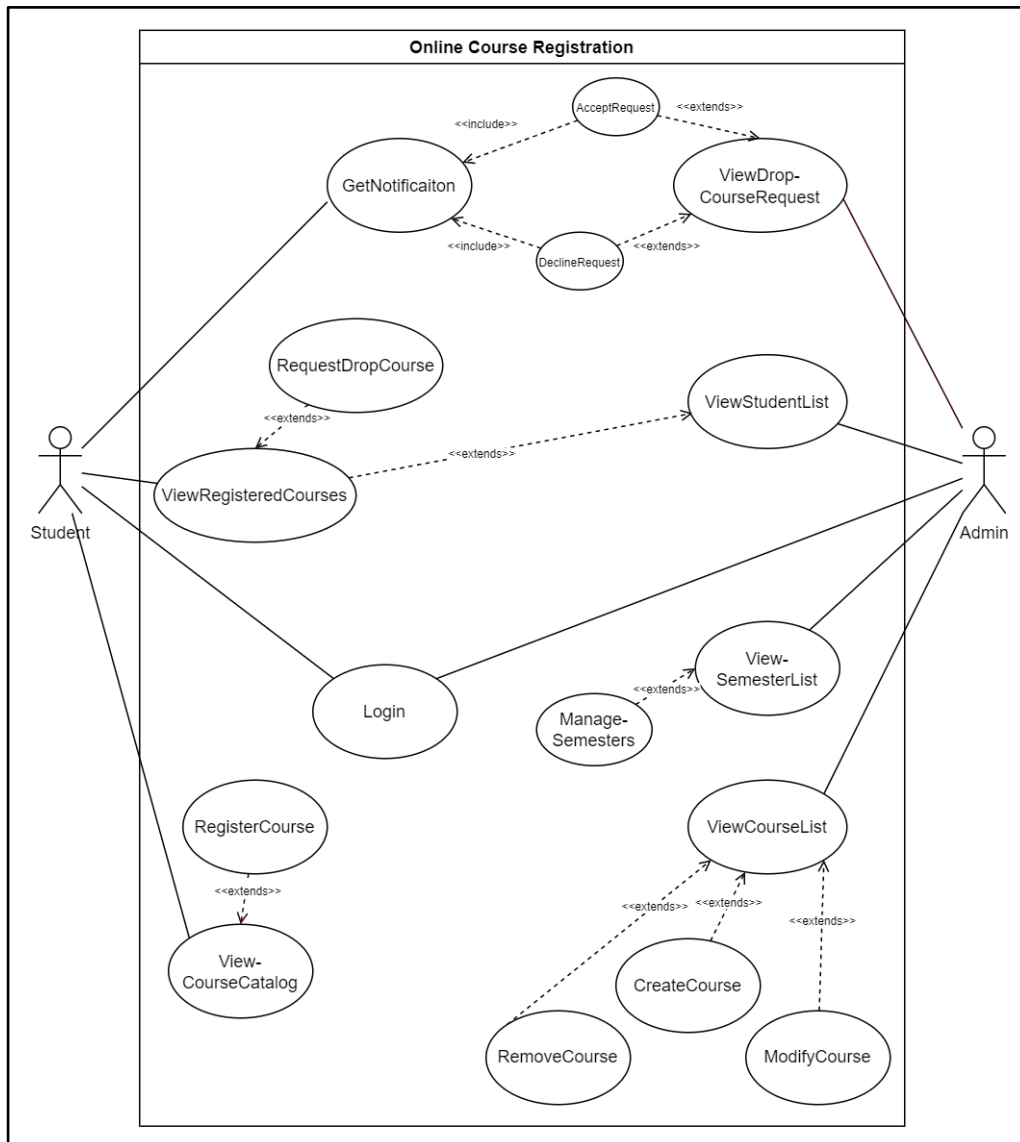 Online Course Registration
AcceptRequest
<<include>>
<<extends>>
GetNotificaiton
ViewDrop-
CourseRequest
<<include>>
<<extends>>
DeclineRequest
RequestDropCourse
<<extends>>
ViewStudentList
<<extends>>
ViewRegisteredCourses
Student
Admin
View-
SemesterList
<<extends>>
Login
Manage-
Semesters
RegisterCourse
ViewCourseList
<<extends>>
<<extends>>
<<extends>>
<<extends>>
View-
CourseCatalog
CreateCourse
RemoveCourse
ModifyCourse